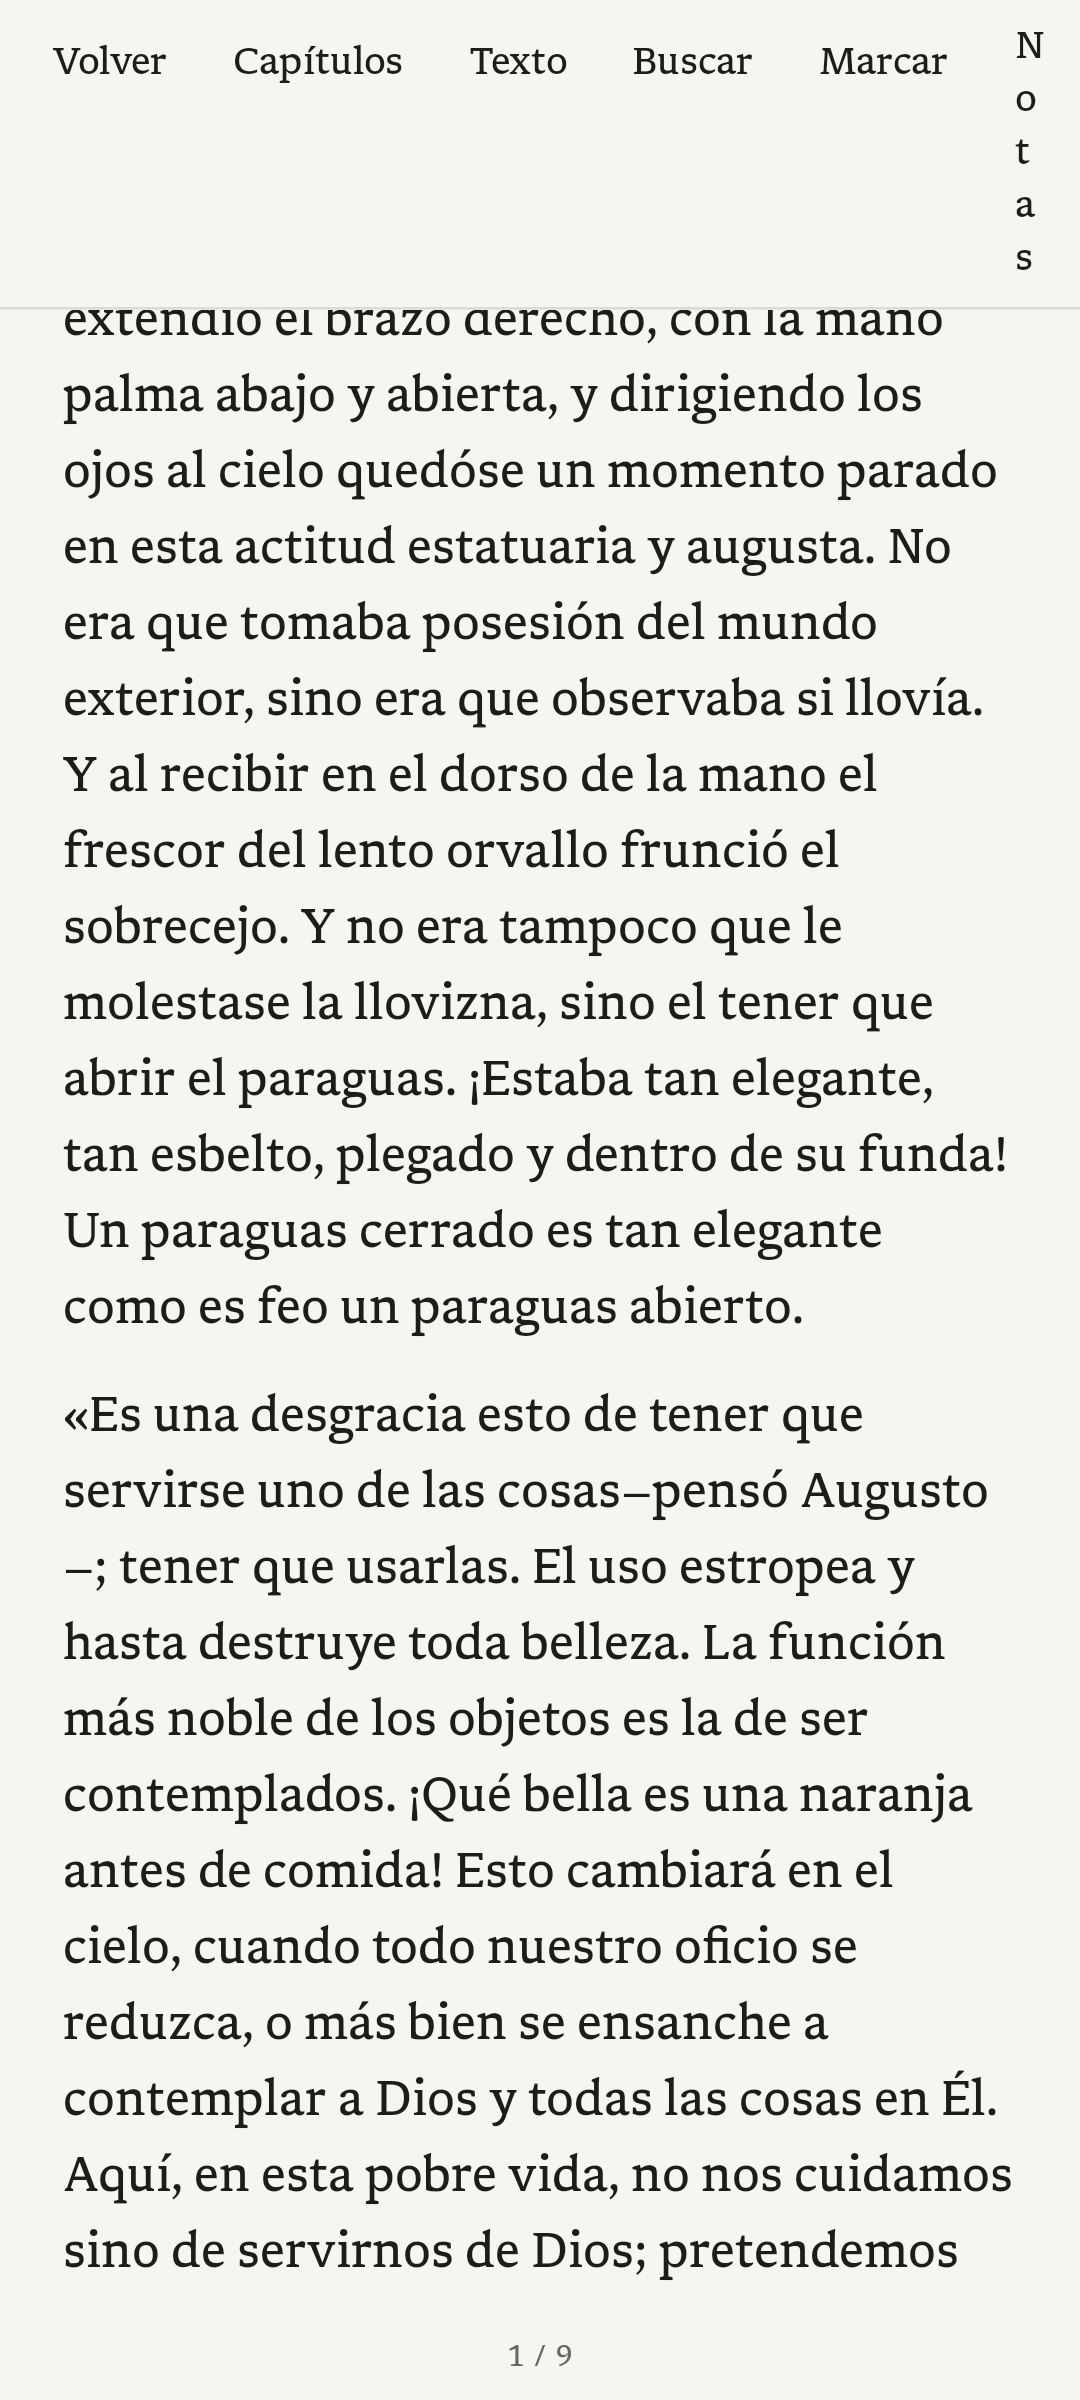 Volver Capítulos Texto Buscar Marcar Notas
extendió el brazo derecho, con la mano
palma abajo y abierta, y dirigiendo los
ojos al cielo quedóse un momento parado
en esta actitud estatuaria y augusta. No
era que tomaba posesión del mundo
exterior, sino era que observaba si llovía.
Y al recibir en el dorso de la mano el
frescor del lento orvallo frunció el
sobrecejo. Y no era tampoco que le
molestase la llovizna, sino el tener que
abrir el paraguas. ¡Estaba tan elegante,
tan esbelto, plegado y dentro de su funda!
Un paraguas cerrado es tan elegante
como es feo un paraguas abierto.
«Es una desgracia esto de tener que
servirse uno de las cosas—pensó Augusto
—; tener que usarlas. El uso estropea y
hasta destruye toda belleza. La función
más noble de los objetos es la de ser
contemplados. ¡Qué bella es una naranja
antes de comida! Esto cambiará en el
cielo, cuando todo nuestro oficio se
reduzca, o más bien se ensanche a
contemplar a Dios y todas las cosas en Él.
Aquí, en esta pobre vida, no nos cuidamos
sino de servirnos de Dios; pretendemos
1 / 9